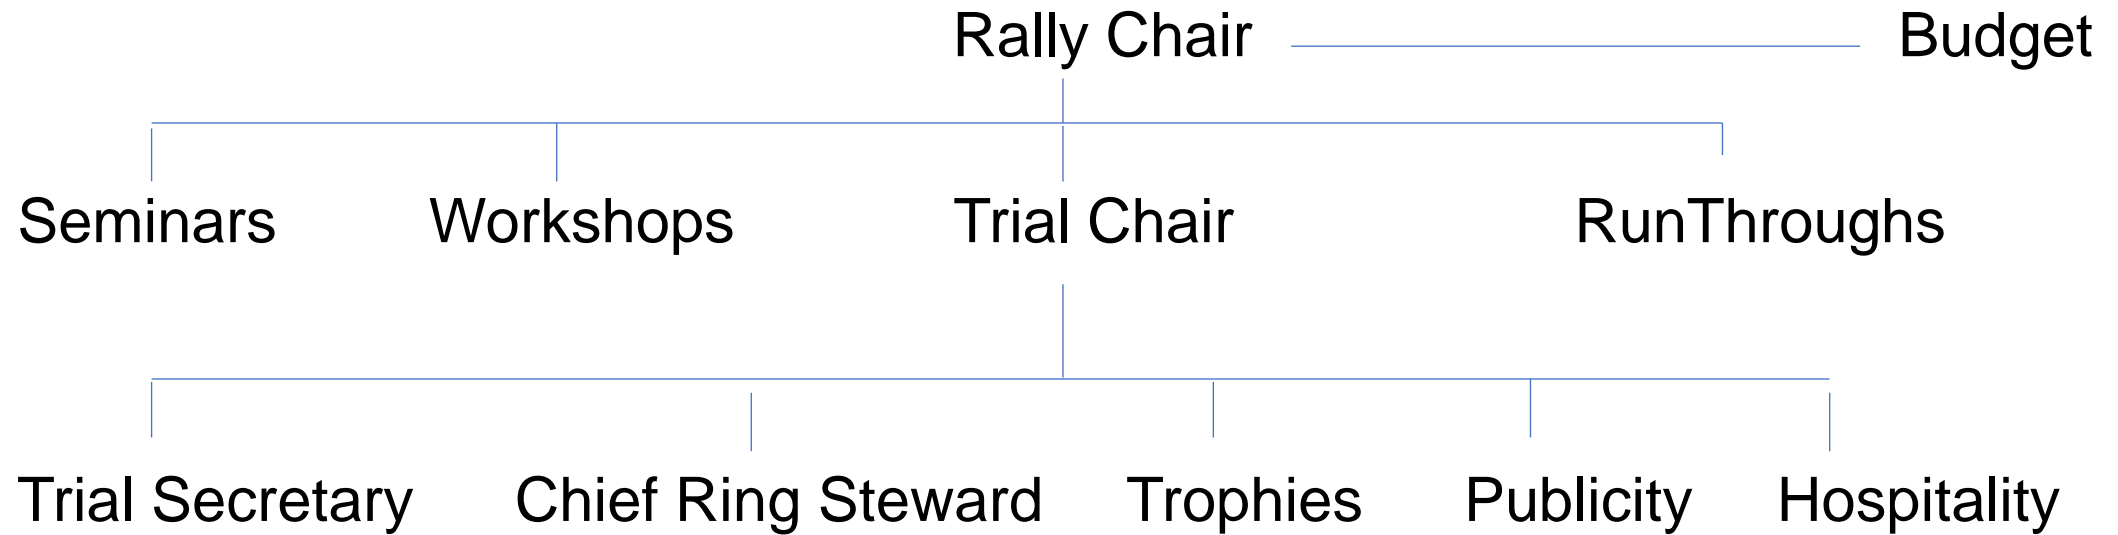 Rally Chair Budget
Seminars Workshops Trial Chair RunThroughs
Trial Secretary Chief Ring Steward Trophies Publicity Hospitality